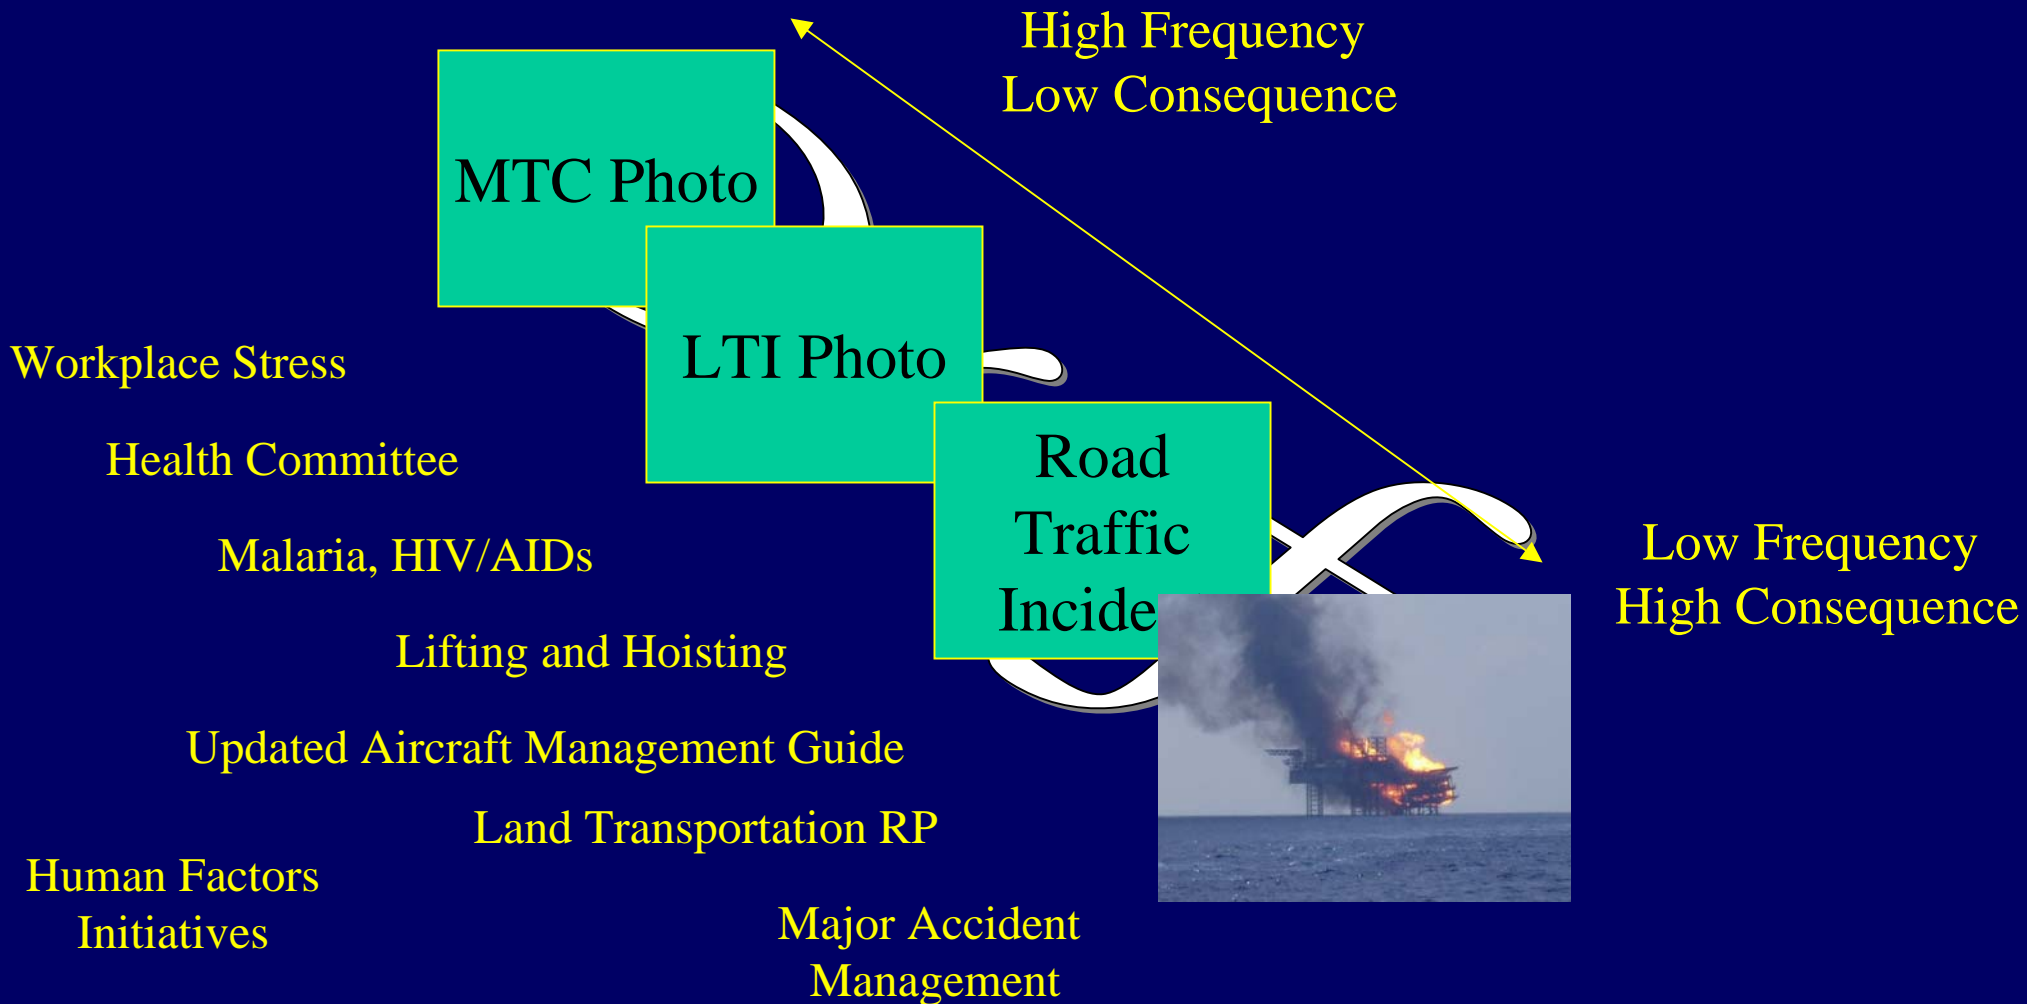 High Frequency
Low Consequence
MTC Photo
LTI Photo
Workplace Stress
Health Committee
Road
Traffic
Malaria, HIV/AIDs
Low Frequency
High Consequence
Lifting and Hoisting
Updated Aircraft Management Guide
Land Transportation RP
Human Factors
Initiatives
Major Accident
Management